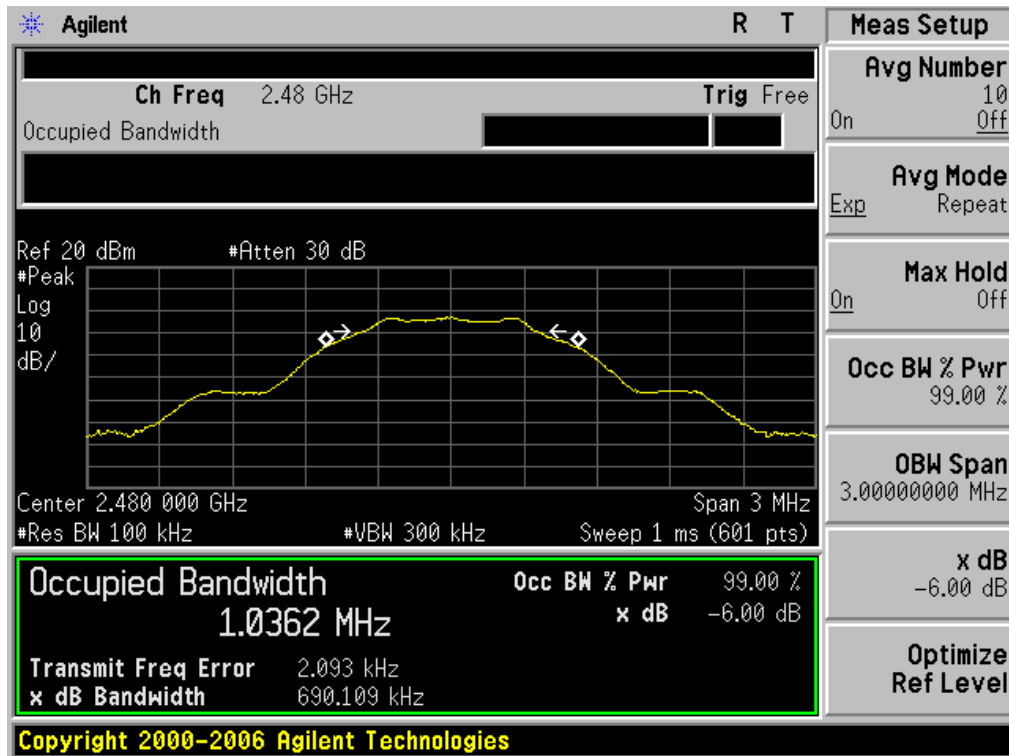 Agilent R T
Ch Freq 2.48 GHz Trig Free
Occupied Bandwidth
Ref 20 dBm #Atten 30 dB
#Peak
Log
10
dB/
Center 2.480 000 GHz Span 3 MHz
#Res BW 100 kHz #VBW 300 kHz Sweep 1 ms (601 pts)
Occupied Bandwidth Occ BW % Pwr 99.00 %
1.0362 MHz x dB -6.00 dB
Transmit Freq Error 2.093 kHz
x dB Bandwidth 690.109 kHz
Copyright 2000-2006 Agilent Technologies
Meas Setup
Avg Number
10
On Off
Avg Mode
Exp Repeat
Max Hold
On Off
Occ BW % Pwr
99.00 %
OBW Span
3.00000000 MHz
x dB
-6.00 dB
Optimize
Ref Level